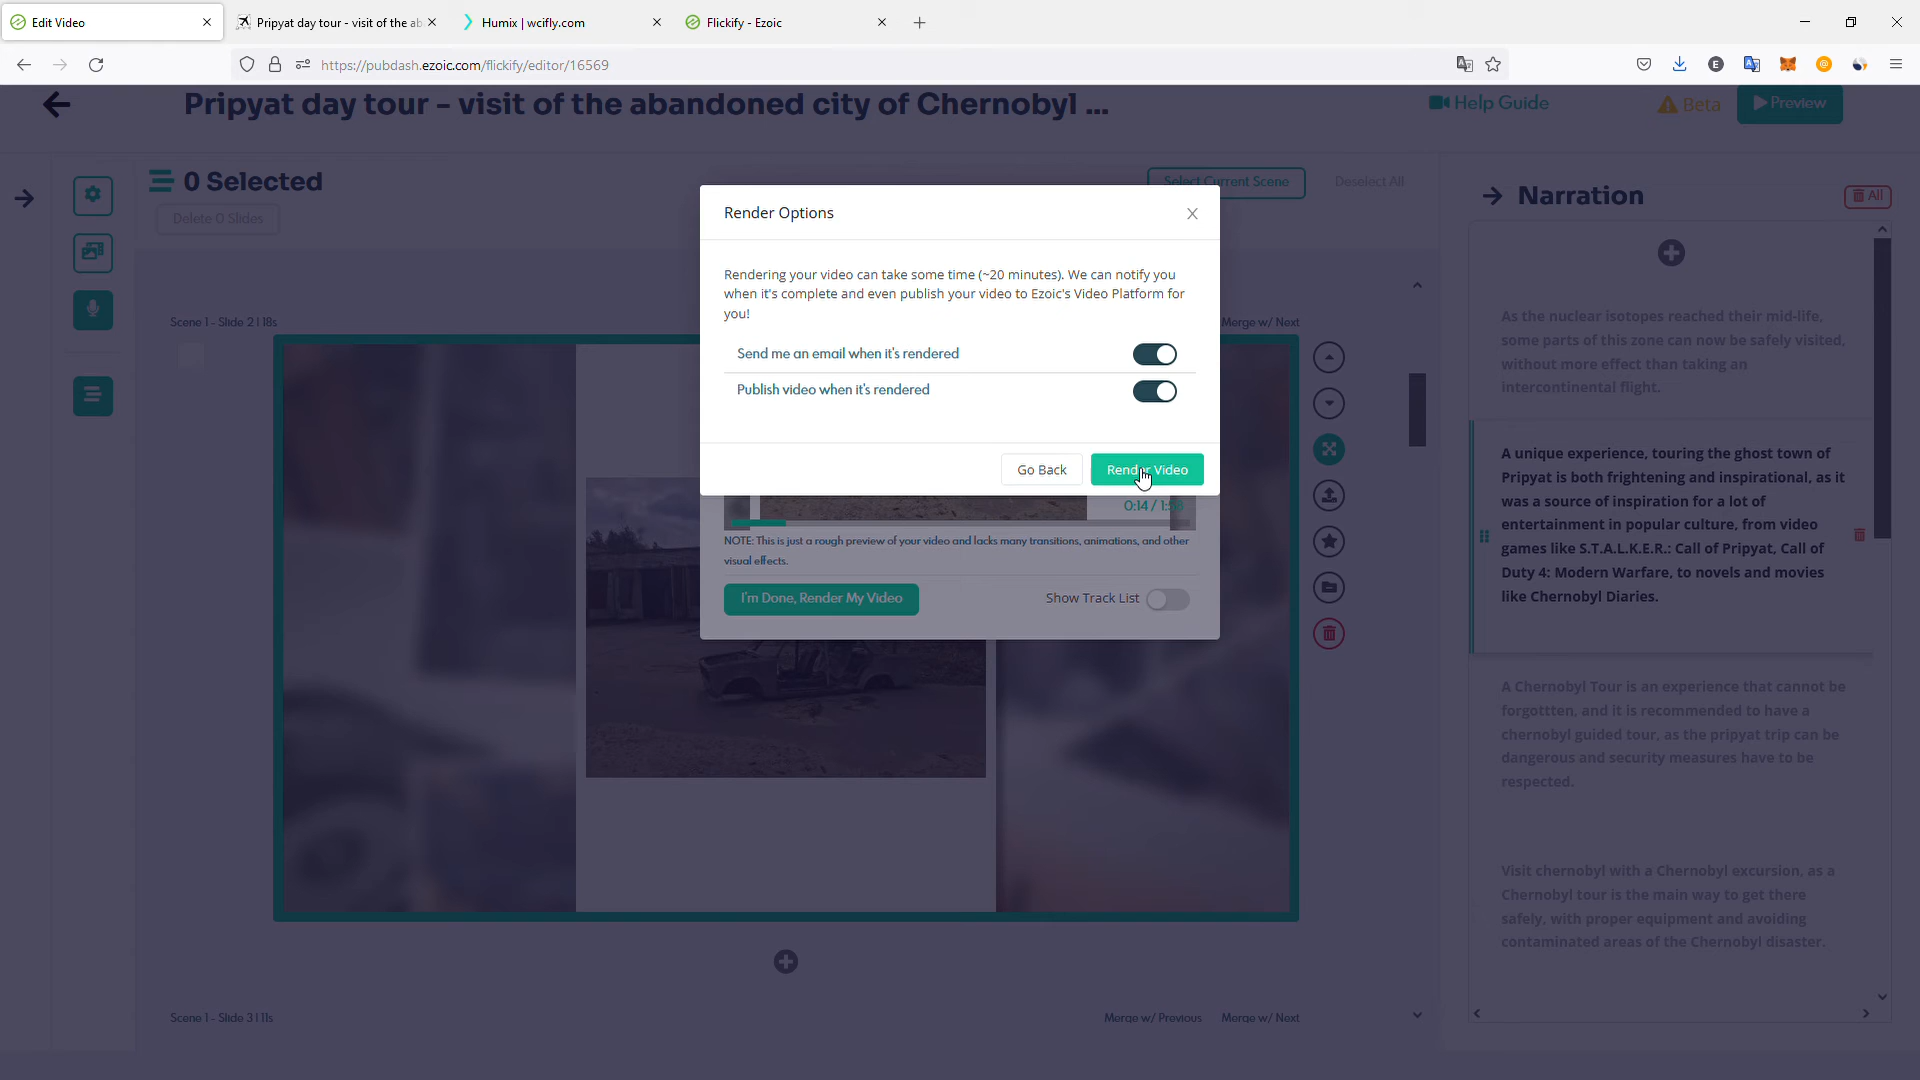 Edit Video
Pripyat day tour - visit of the ab
Humix | wcifly.com
Flickify - Ezoic
https://pubdash.ezoic.com/flickify/editor/16569
Pripyat day tour - visit of the abandoned city of Chernobyl ...
Help Guide
Beta
Preview
0 Selected
Select Current Scene
Deselect All
Delete 0 Slides
Narration
All
Render Options
Rendering your video can take some time (~20 minutes). We can notify you
when it's complete and even publish your video to Ezoic's Video Platform for
you!
Send me an email when it's rendered
Publish video when it's rendered
Go Back
Render Video
Scene 1 - Slide 2 | 18s
Merge w/ Next
0:14 /
NOTE: This is just a rough preview of your video and lacks many transitions, animations, and other
visual effects.
I'm Done, Render My Video
Show Track List
As the nuclear isotopes reached their mid-life,
some parts of this zone can now be safely visited,
without more effect than taking an
intercontinental flight.
A unique experience, touring the ghost town of
Pripyat is both frightening and inspirational, as it
was a source of inspiration for a lot of
entertainment in popular culture, from video
games like S.T.A.L.K.E.R.: Call of Pripyat, Call of
Duty 4: Modern Warfare, to novels and movies
like Chernobyl Diaries.
A Chernobyl Tour is an experience that cannot be
forgottten, and it is recommended to have a
chernobyl guided tour, as the pripyat trip can be
dangerous and security measures have to be
respected.
Visit chernobyl with a Chernobyl excursion, as a
Chernobyl tour is the main way to get there
safely, with proper equipment and avoiding
contaminated areas of the Chernobyl disaster.
Scene 1 - Slide 3 | 11s
Merge w/ Previous
Merge w/ Next